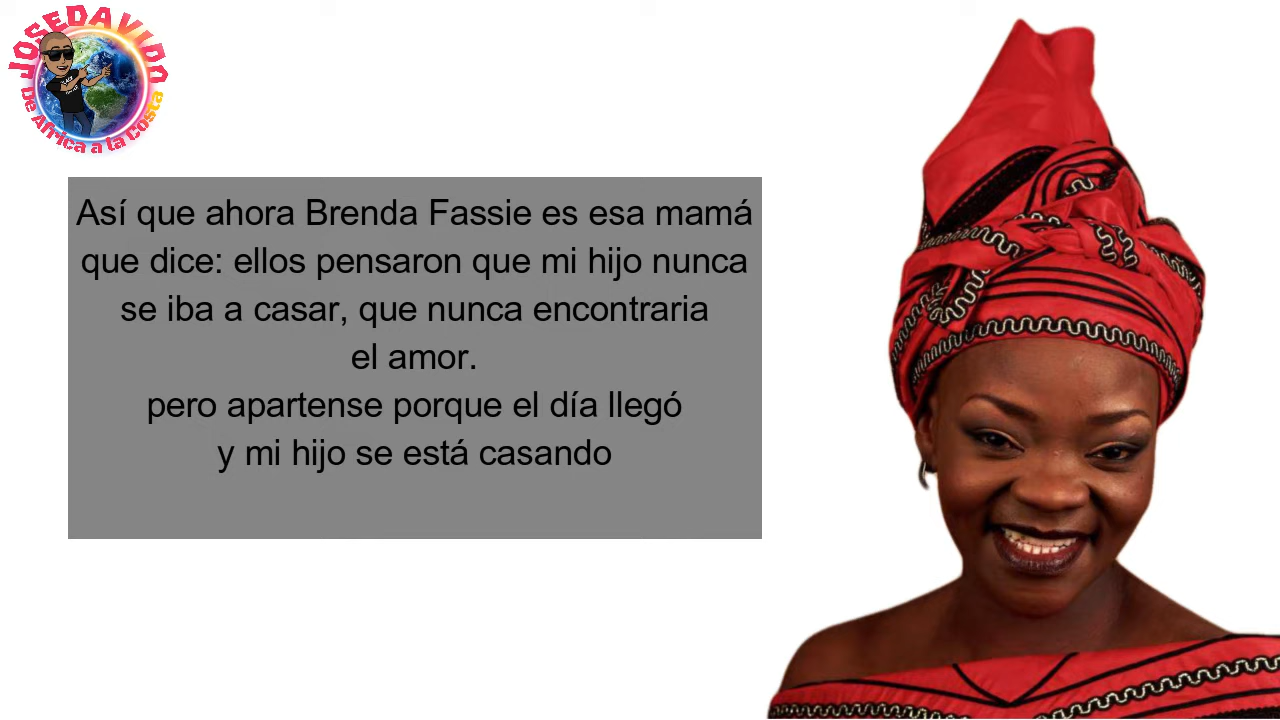 JOSEDAVIDA
De Africa a la Costa
Así que ahora Brenda Fassie es esa mamá
que dice: ellos pensaron que mi hijo nunca
se iba a casar, que nunca encontraria
el amor.
pero apartense porque el día llegó
y mi hijo se está casando